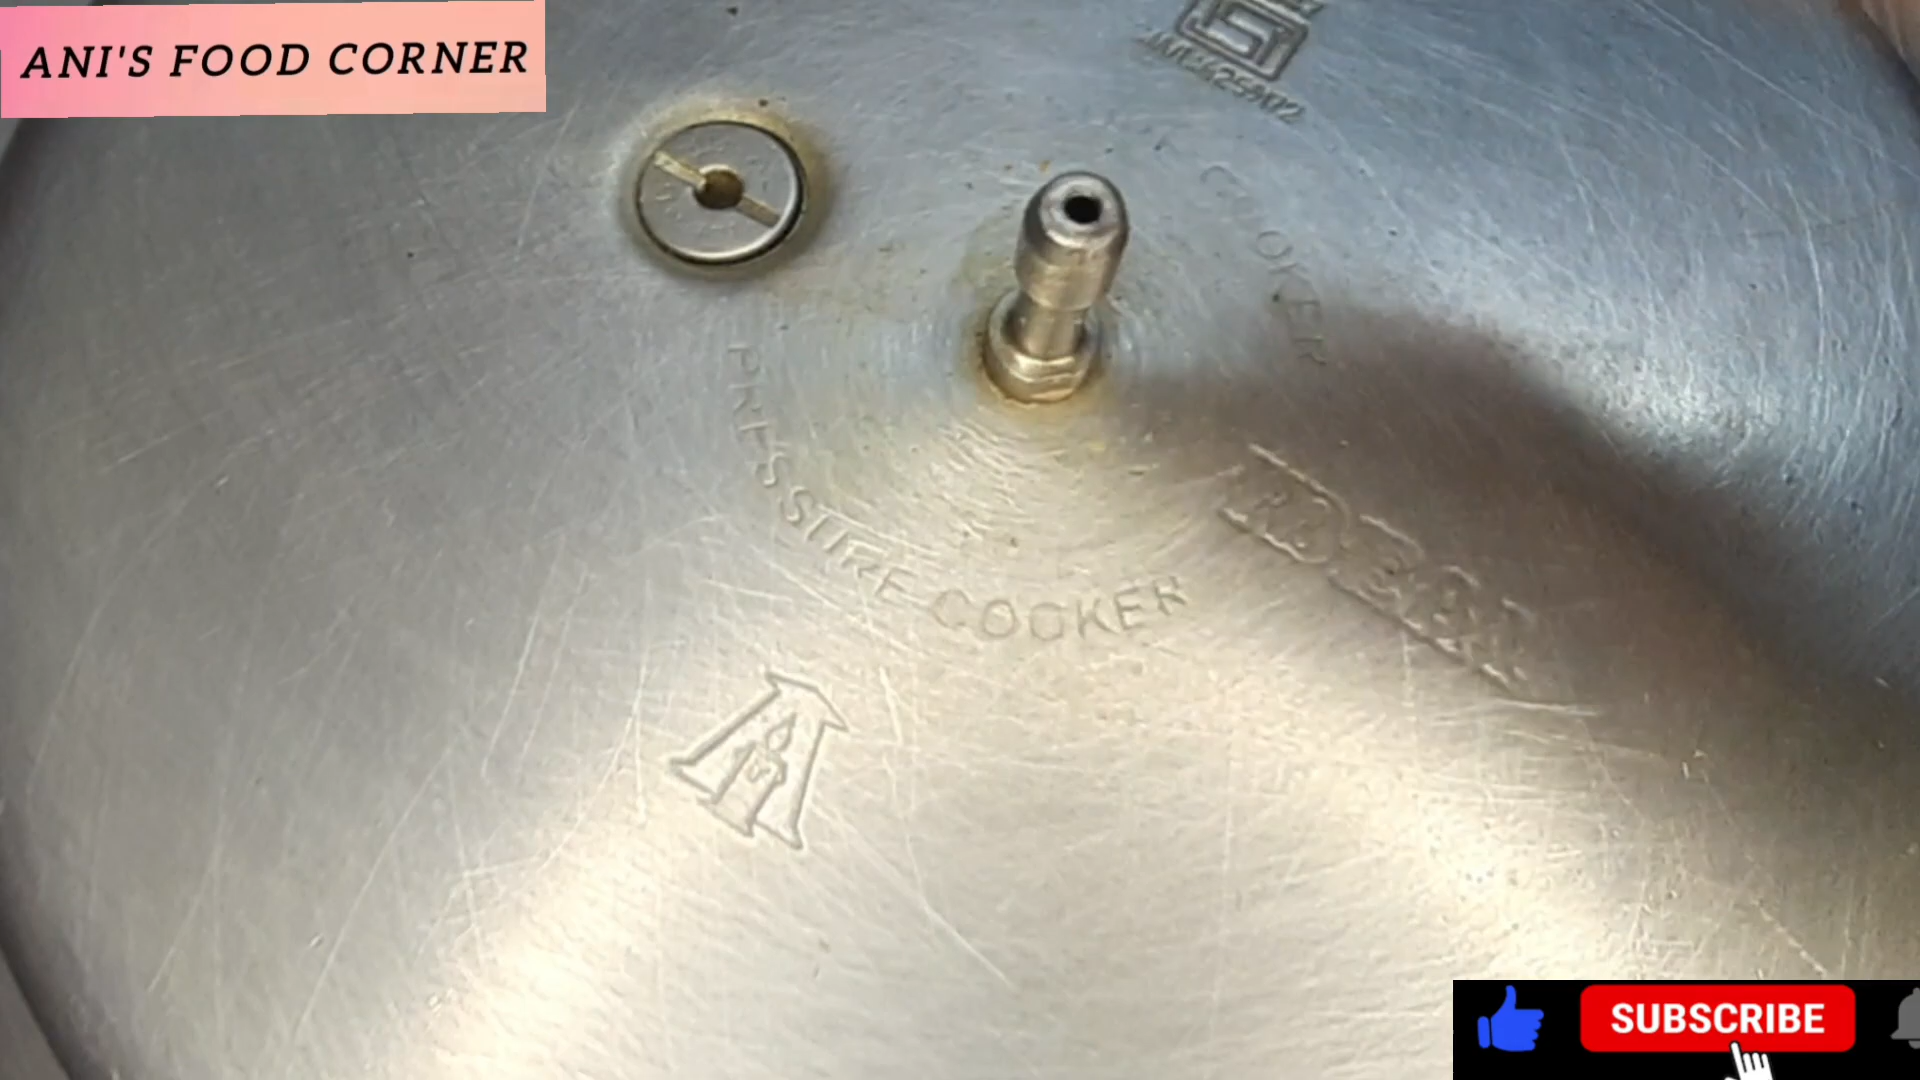 ANI'S FOOD CORNER
COOKER
PRESSURE COOKER
SUBSCRIBE